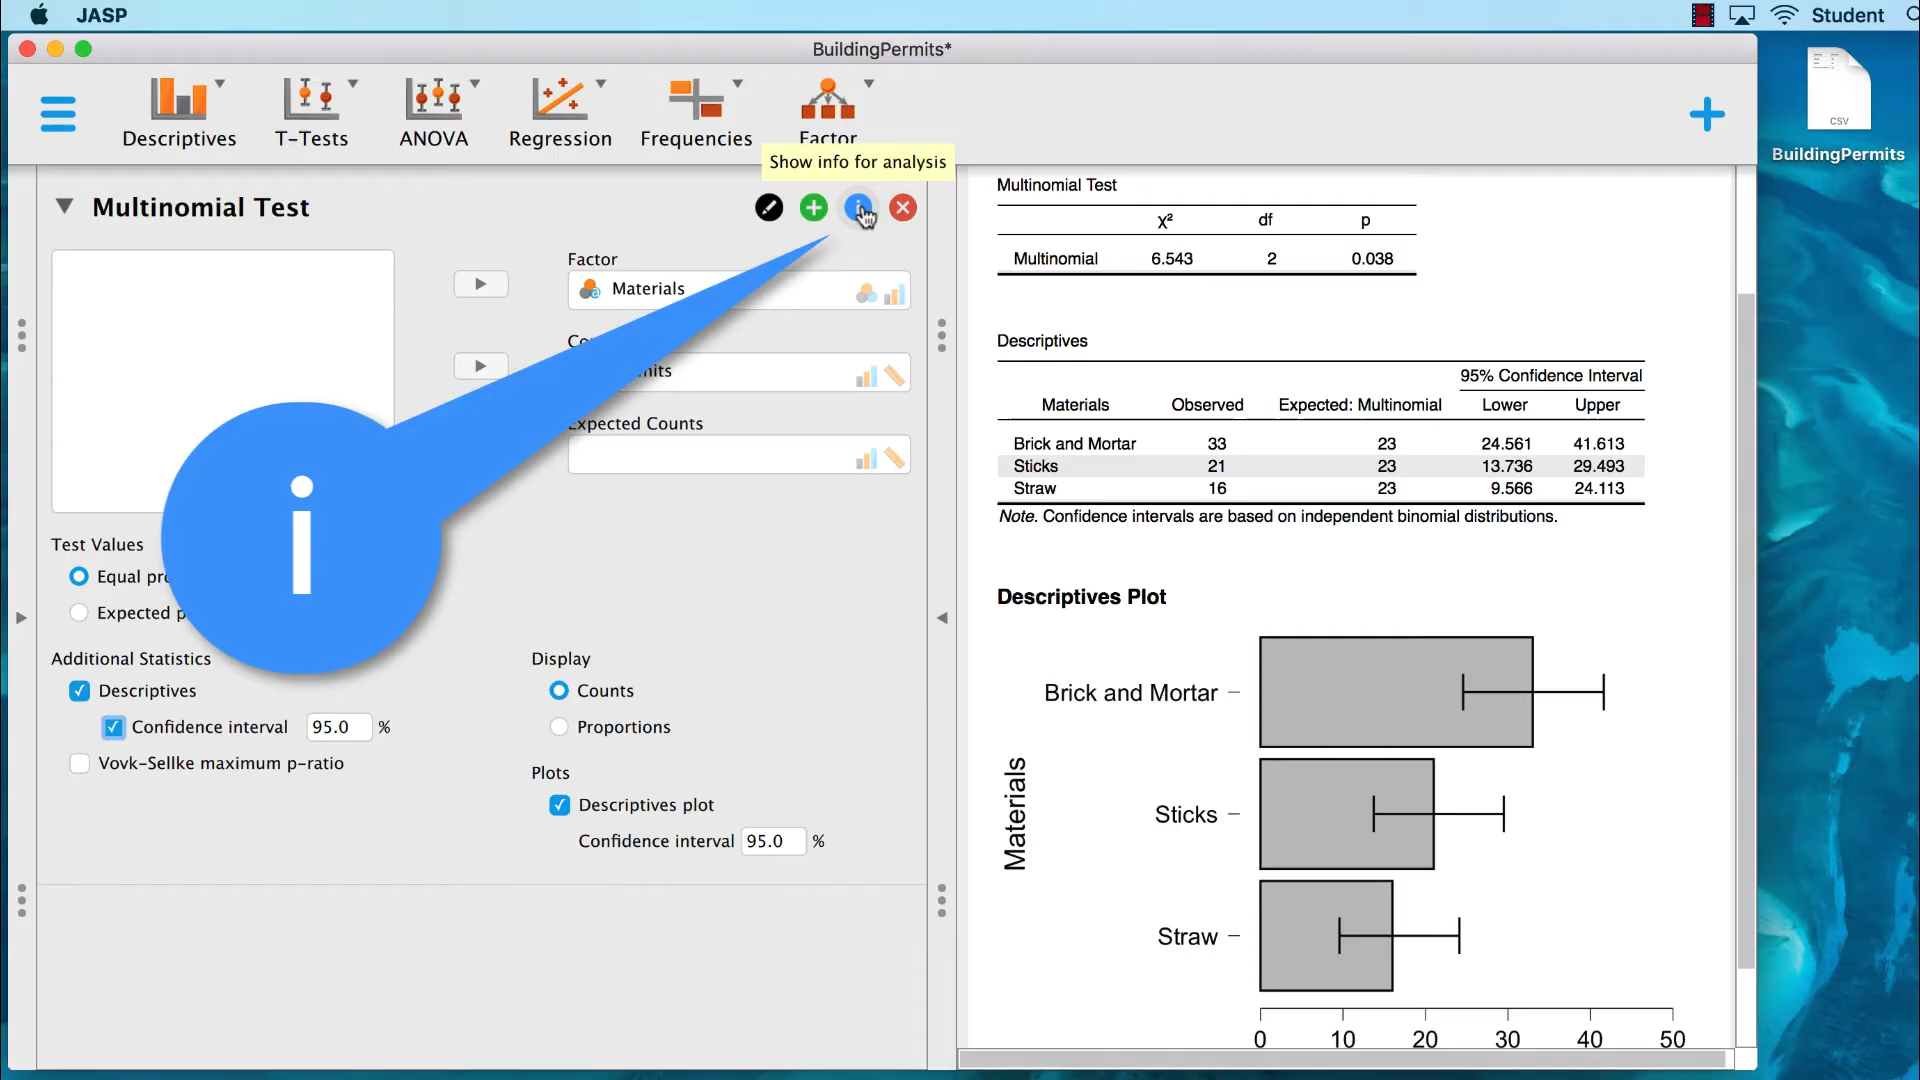 JASP
Student
BuildingPermits*
Descriptives
T-Tests
ANOVA
Regression
Frequencies
Factor
Show info for analysis
CSV
BuildingPermits
Multinomial Test
i
Factor
Materials
Expected Counts
Test Values
Equal
Expected
Additional Statistics
Descriptives
Confidence interval 95.0 %
Vovk-Sellke maximum p-ratio
Display
Counts
Proportions
Plots
Descriptives plot
Confidence interval 95.0 %
i
Multinomial Test
χ² df p
Multinomial 6.543 2 0.038
Descriptives
95% Confidence Interval
Materials Observed Expected: Multinomial Lower Upper
Brick and Mortar 33 23 24.561 41.613
Sticks 21 23 13.736 29.493
Straw 16 23 9.566 24.113
Note. Confidence intervals are based on independent binomial distributions.
Descriptives Plot
Brick and Mortar
Sticks
Straw
Materials
0 10 20 30 40 50